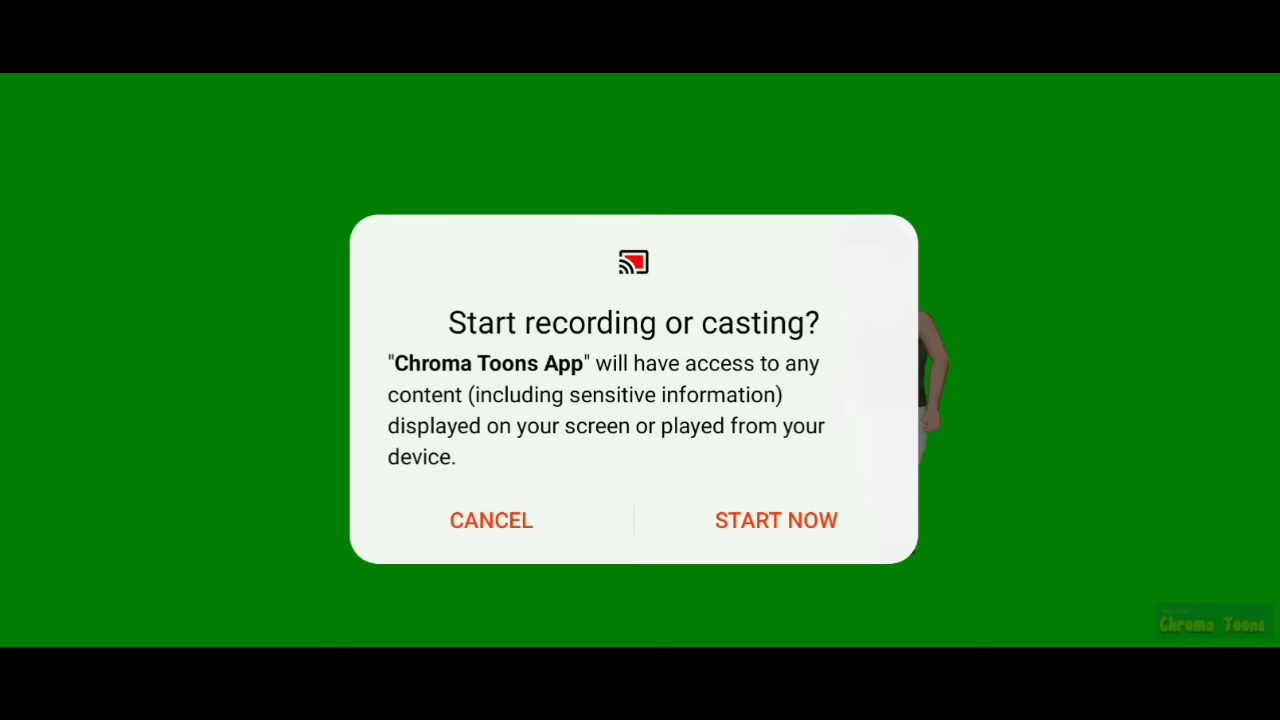 Start recording or casting?
"Chroma Toons App" will have access to any
content (including sensitive information)
displayed on your screen or played from your
device.
CANCEL
START NOW
Chroma Toons